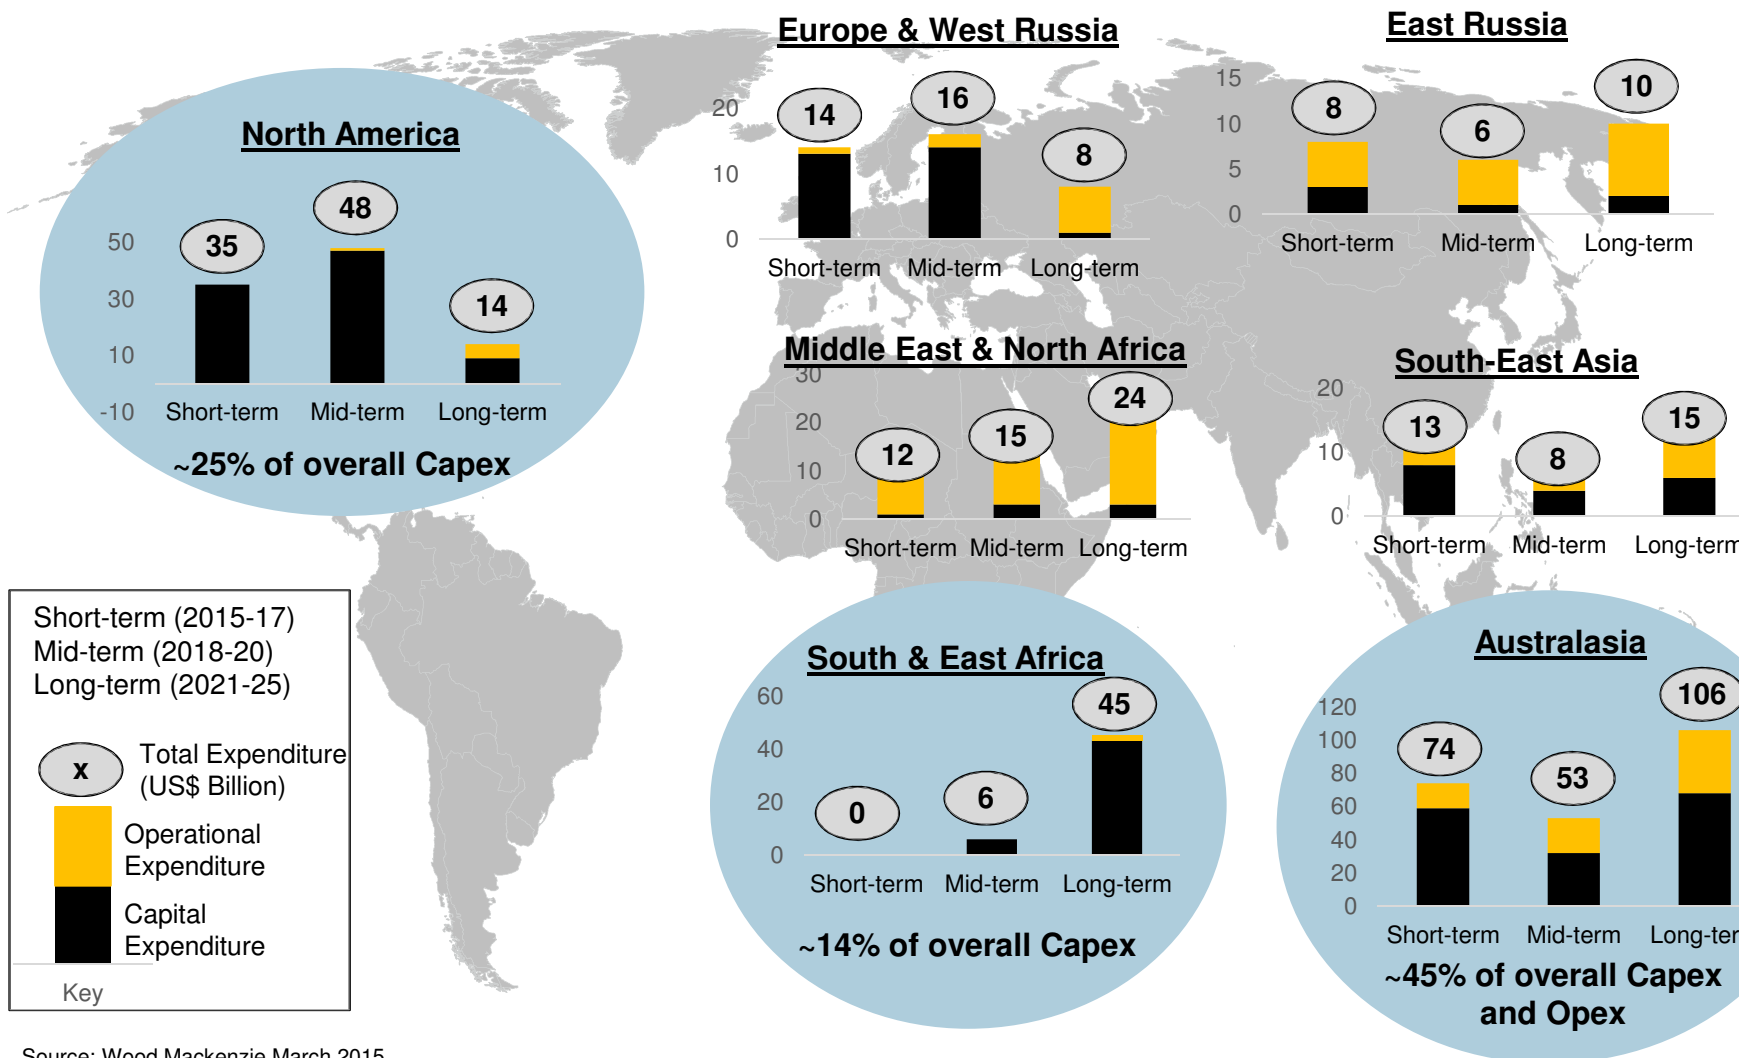 Europe & West Russia
20
10
0
14
16
8
Short-term Mid-term Long-term
East Russia
15
10
5
0
8
6
10
Short-term Mid-term Long-term
North America
50
30
10
-10
35
48
14
Short-term Mid-term Long-term
~25% of overall Capex
Middle East & North Africa
30
20
10
0
12
15
24
Short-term Mid-term Long-term
South-East Asia
20
10
0
13
8
15
Short-term Mid-term Long-term
Short-term (2015-17)
Mid-term (2018-20)
Long-term (2021-25)
x
Total Expenditure
(US$ Billion)
Operational
Expenditure
Capital
Expenditure
Key
South & East Africa
60
40
20
0
0
6
45
Short-term Mid-term Long-term
~14% of overall Capex
Australasia
120
100
80
60
40
20
0
74
53
106
Short-term Mid-term Long-ter
~45% of overall Capex
and Opex
Source: Wood Mackenzie March 2015